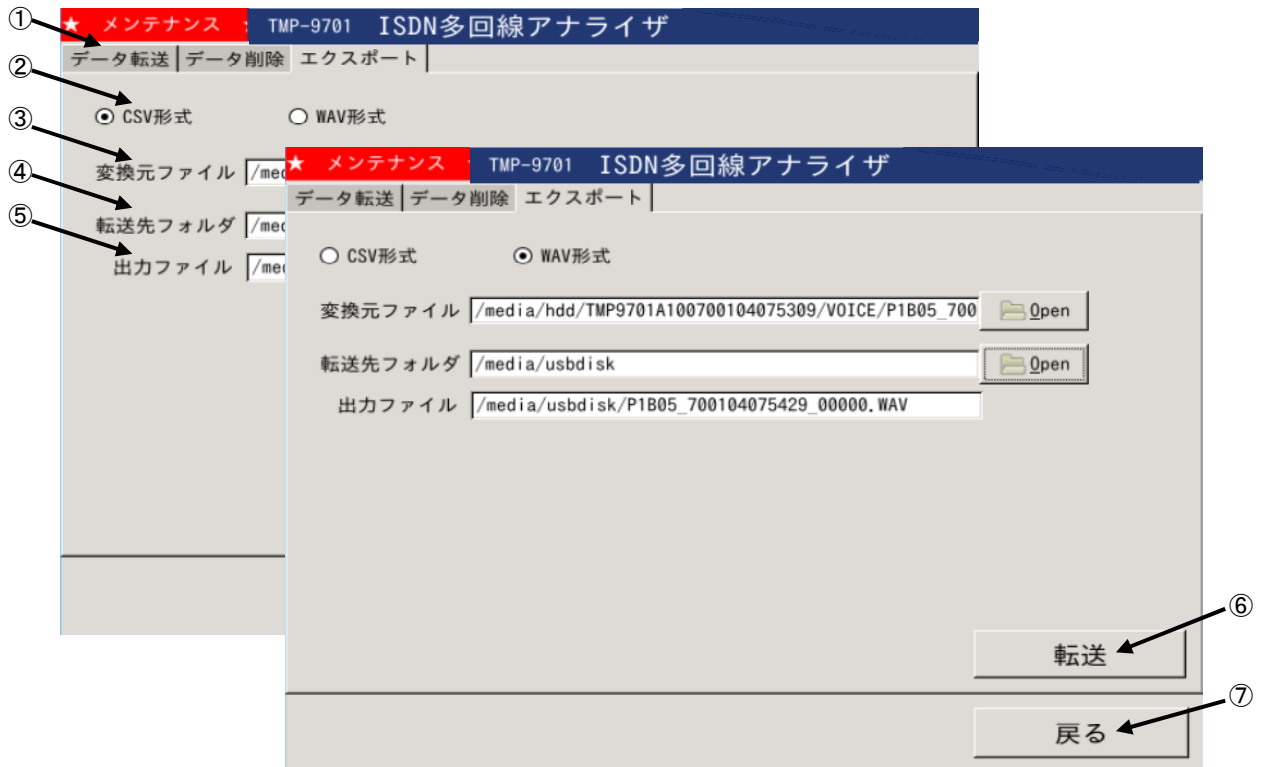 ①
★ メンテナンス TMP-9701 ISDN多回線アナライザ
データ転送 データ削除 エクスポート
②
CSV形式 WAV形式
③
変換元ファイル /med
④
転送先フォルダ /med
⑤
出力ファイル /med
★ メンテナンス TMP-9701 ISDN多回線アナライザ
データ転送 データ削除 エクスポート
CSV形式 WAV形式
変換元ファイル /media/hdd/TMP9701A100700104075309/VOICE/P1B05_700 Open
転送先フォルダ /media/usbdisk Open
出力ファイル /media/usbdisk/P1B05_700104075429_00000.WAV
⑥
転送
⑦
戻る